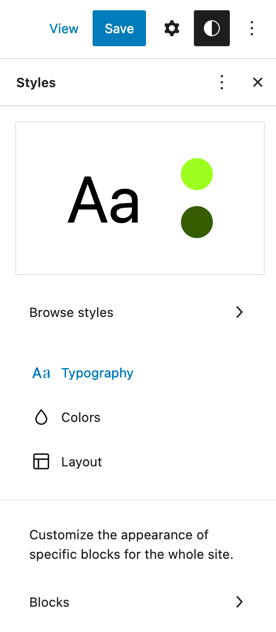 View Save
Styles
Aa
Browse styles
Aa Typography
Colors
Layout
Customize the appearance of
specific blocks for the whole site.
Blocks